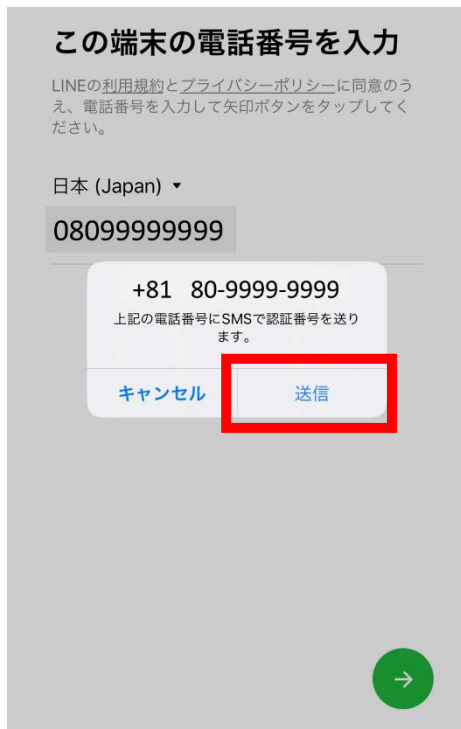 この端末の電話番号を入力
LINEの利用規約とプライバシーポリシーに同意のう
え、電話番号を入力して矢印ボタンをタップしてく
ださい。
日本 (Japan) ▼
08099999999
+81 80-9999-9999
上記の電話番号にSMSで認証番号を送り
ます。
キャンセル 送信